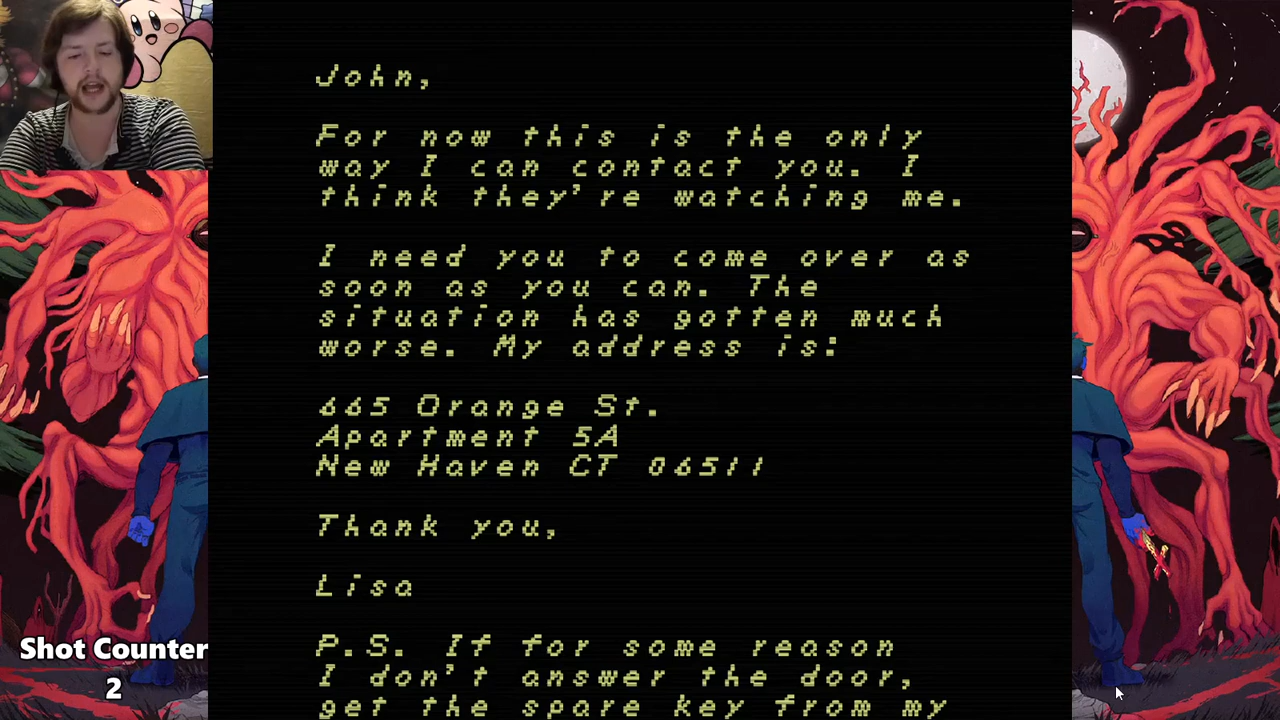 John,
For now this is the only
way I can contact you. I
think they're watching me.
I need you to come over as
soon as you can. The
situation has gotten much
worse. My address is:
665 Orange St.
Apartment 5A
New Haven CT 06511
Thank you,
Lisa
P.S. If for some reason
I don't answer the door,
get the spare key from my
Shot Counter
2